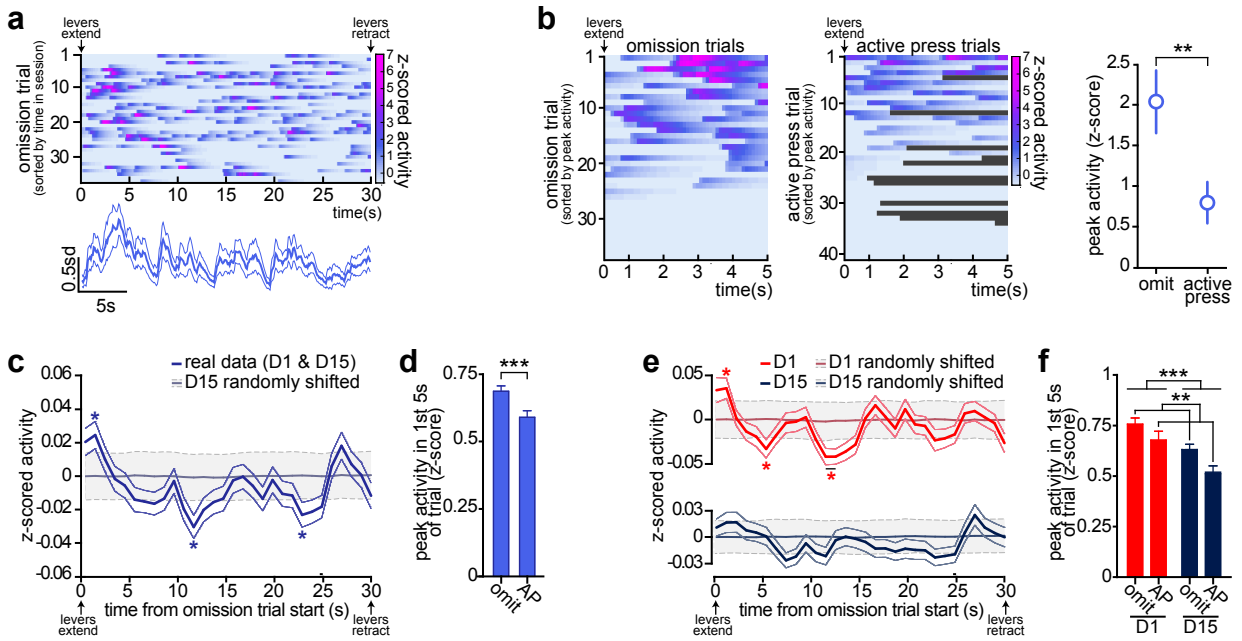 a
levers
extend
levers
retract
omission trial
(sorted by time in session)
1
10
20
30
0
5
10
15
20
25
30
time(s)
7
6
5
4
3
2
1
0
z-scored activity
0.5sd
5s
b
levers
extend
omission trials
omission trial
(sorted by peak activity)
1
10
20
30
0
1
2
3
4
5
time(s)
levers
extend
active press trials
active press trial
(sorted by peak activity)
1
10
20
30
40
0
1
2
3
4
5
time(s)
7
6
5
4
3
2
1
0
z-scored activity
**
peak activity (z-score)
2.5
2
1.5
1
0.5
0
omit
active
press
c
real data (D1 & D15)
D15 randomly shifted
z-scored activity
0.06
0.04
0.02
0
-0.02
-0.04
-0.06
*
*
*
0
5
10
15
20
25
30
time from omission trial start (s)
levers
extend
levers
retract
d
***
peak activity in 1st 5s
of trial (z-score)
0.75
0.5
0.25
0
omit
AP
e
D1
D1 randomly shifted
D15
D15 randomly shifted
z-scored activity
0.05
0
-0.05
*
*
*
0.03
0
-0.03
0
5
10
15
20
25
30
time from omission trial start (s)
levers
extend
levers
retract
f
***
**
peak activity in 1st 5s
of trial (z-score)
1
0.75
0.5
0.25
0
omit
AP
omit
AP
D1
D15